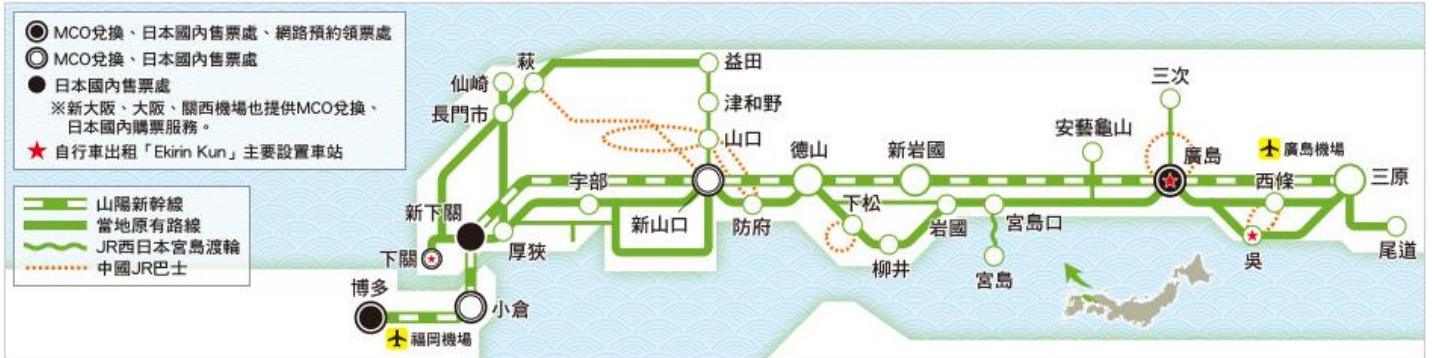 MCO兌換、日本國內售票處、網路預約領票處
MCO兌換、日本國內售票處
日本國內售票處
※新大阪、大阪、關西機場也提供MCO兌換、
日本國內購票服務。
自行車出租「Ekirin Kun」主要設置車站
山陽新幹線
當地原有路線
JR西日本宮島渡輪
中國JR巴士
萩
仙崎
長門市
益田
津和野
山口
宇部
新下關
下關
厚狹
新山口
防府
德山
新岩國
下松
柳井
岩國
宮島口
宮島
安藝龜山
三次
廣島
廣島機場
西條
三原
吳
尾道
博多
小倉
福岡機場